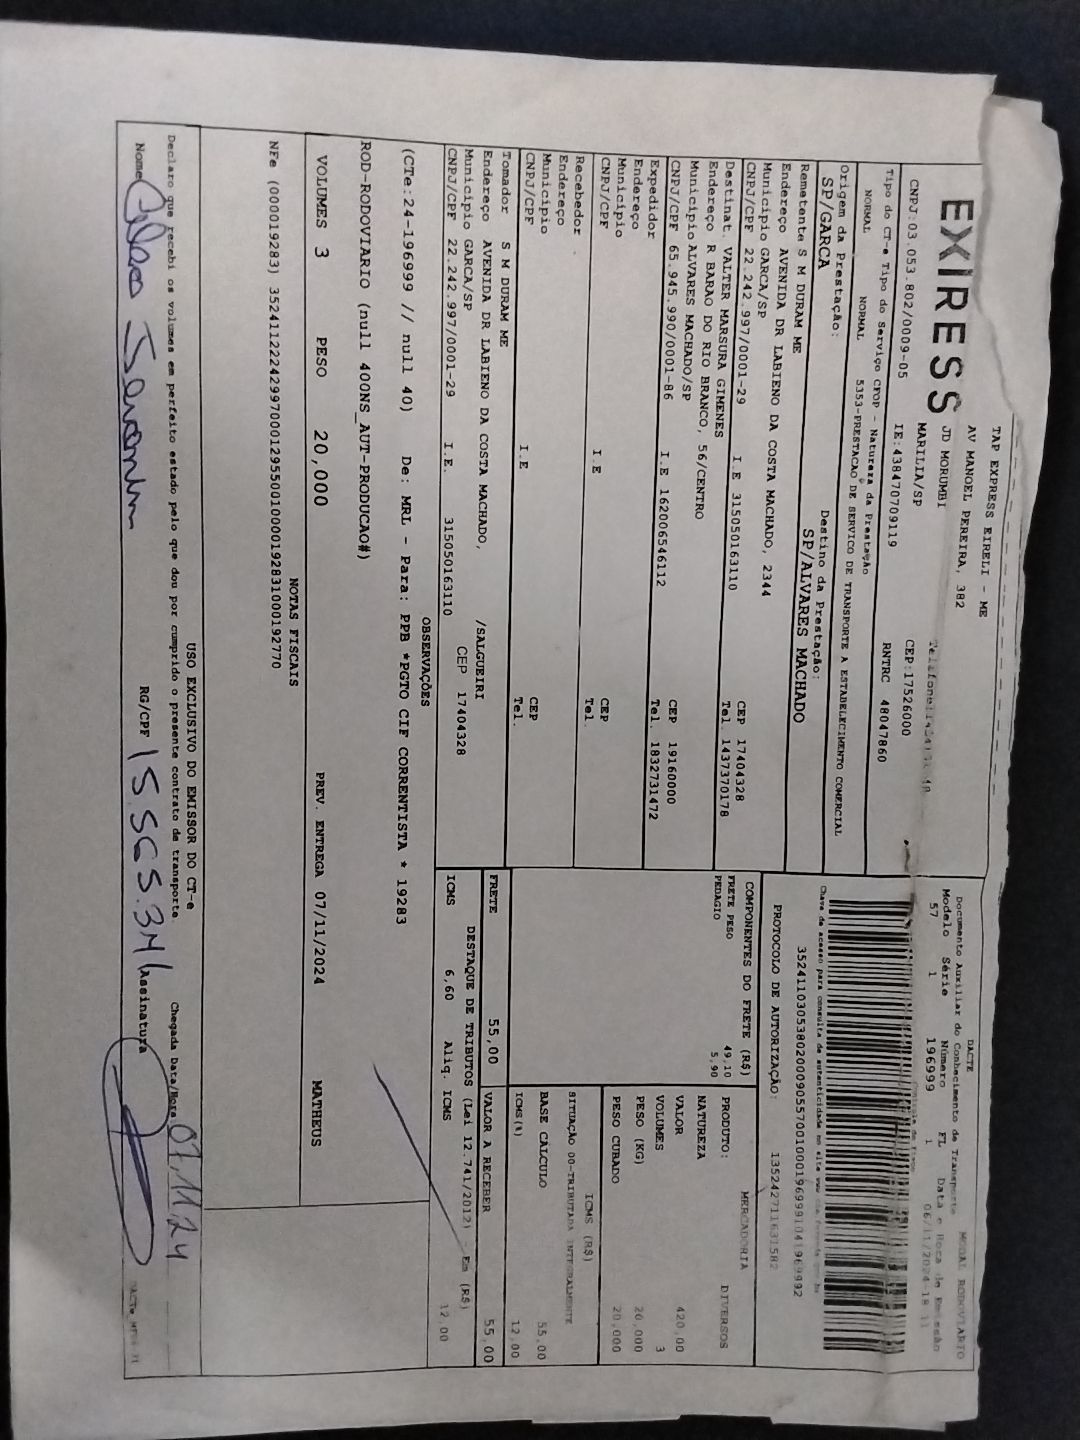 EXIRESS
TAP EXPRESS EIRELI - ME
AV MANOEL PEREIRA, 382
JD MORUMBI
MARILIA/SP
CEP:17526000
CNPJ:03.053.802/0009-05 IE:438470709119 RNTRC 48047860
Tipo do CT-e Tipo do Serviço CFOP - Natureza da Prestação
NORMAL NORMAL 5353-PRESTACAO DE SERVICO DE TRANSPORTE A ESTABELECIMENTO COMERCIAL
Origem da Prestação: Destino da Prestação:
SP/GARCA SP/ALVARES MACHADO
Remetente S M DURAM ME
Endereço AVENIDA DR LABIENO DA COSTA MACHADO, 2344
Município GARCA/SP CEP 17404328
CNPJ/CPF 22.242.997/0001-29 I.E 315050163110 Tel 1437370178
Destinat. VALTER MARSURA GIMENES
Endereço R BARAO DO RIO BRANCO, 56/CENTRO
Município ALVARES MACHADO/SP CEP 19160000
CNPJ/CPF 65.945.990/0001-86 I.E 162006546112 Tel. 1832731472
Expedidor
Endereço
Município CEP
CNPJ/CPF I.E Tel.
Recebedor
Endereço
Município CEP
CNPJ/CPF I.E Tel.
Tomador S M DURAM ME
Endereço AVENIDA DR LABIENO DA COSTA MACHADO, /SALGUEIRI
Município GARCA/SP CEP 17404328
CNPJ/CPF 22.242.997/0001-29 I.E. 315050163110
DACTE
Documento Auxiliar do Conhecimento de Transporte MODAL RODOVIARIO
Modelo Série Número FL Data e Hora de Emissão
57 1 196999 1 06/11/2024
Chave de acesso para consulta de autenticidade no site
35241103053802000905570010001969991041969992
PROTOCOLO DE AUTORIZAÇÃO: 135242711631582
COMPONENTES DO FRETE (R$)
FRETE PESO 49,10
PEDAGIO 5,90
PRODUTO: MERCADORIA
NATUREZA DIVERSOS
VALOR 420,00
VOLUMES 3
PESO (KG) 20,000
PESO CUBADO 20,000
ICMS (R$)
SITUAÇÃO 00-TRIBUTADA INTEGRALMENTE
BASE CÁLCULO 55,00
ICMS(%) 12,00
FRETE 55,00 VALOR A RECEBER 55,00
DESTAQUE DE TRIBUTOS (Lei 12.741/2012) - Em (R$)
ICMS 6,60 Aliq. ICMS 12,00
OBSERVAÇÕES
(CTe:24-196999 // null 40) De: MRL - Para: PPB *PGTO CIF CORRENTISTA * 19283
ROD-RODOVIARIO (null 400NS_AUT-PRODUCAO#)
VOLUMES 3 PESO 20,000 PREV. ENTREGA 07/11/2024 MATHEUS
NOTAS FISCAIS
NFe (000019283) 35241122242997000129550010000192831000192770
USO EXCLUSIVO DO EMISSOR DO CT-e
Declaro que recebi os volumes em perfeito estado pelo que dou por cumprido o presente contrato de transporte. Chegada Data/Hora 07.11.24
Nome RG/CPF Assinatura